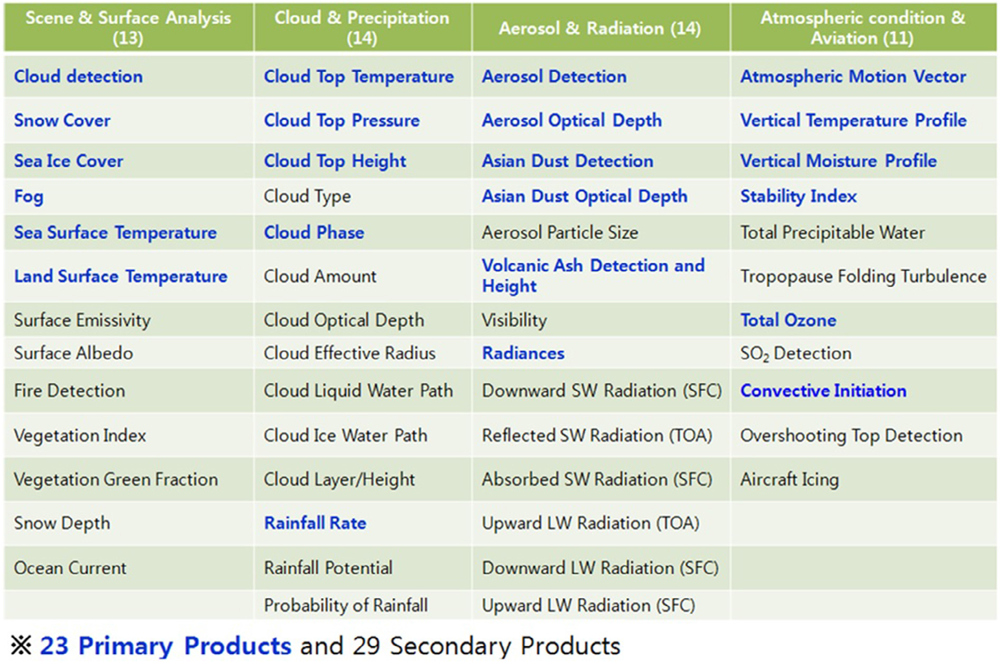 Scene & Surface Analysis
(13)
Cloud & Precipitation
(14)
Aerosol & Radiation (14)
Atmospheric condition &
Aviation (11)
Cloud detection
Cloud Top Temperature
Aerosol Detection
Atmospheric Motion Vector
Snow Cover
Cloud Top Pressure
Aerosol Optical Depth
Vertical Temperature Profile
Sea Ice Cover
Cloud Top Height
Asian Dust Detection
Vertical Moisture Profile
Fog
Cloud Type
Asian Dust Optical Depth
Stability Index
Sea Surface Temperature
Cloud Phase
Aerosol Particle Size
Total Precipitable Water
Land Surface Temperature
Cloud Amount
Volcanic Ash Detection and
Height
Tropopause Folding Turbulence
Surface Emissivity
Cloud Optical Depth
Visibility
Total Ozone
Surface Albedo
Cloud Effective Radius
Radiances
SO₂ Detection
Fire Detection
Cloud Liquid Water Path
Downward SW Radiation (SFC)
Convective Initiation
Vegetation Index
Cloud Ice Water Path
Reflected SW Radiation (TOA)
Overshooting Top Detection
Vegetation Green Fraction
Cloud Layer/Height
Absorbed SW Radiation (SFC)
Aircraft Icing
Snow Depth
Rainfall Rate
Upward LW Radiation (TOA)
Ocean Current
Rainfall Potential
Downward LW Radiation (SFC)
Probability of Rainfall
Upward LW Radiation (SFC)
※ 23 Primary Products and 29 Secondary Products